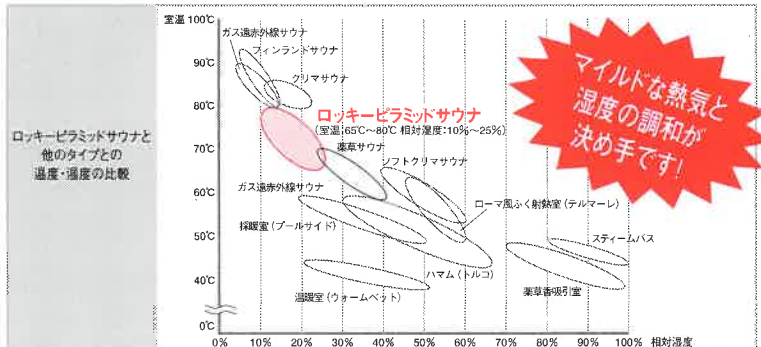 ロッキーピラミッドサウナと
他のタイプとの
温度・湿度の比較
室温 100℃
90℃
80℃
70℃
60℃
50℃
40℃
0℃
0%
10%
20%
30%
40%
50%
60%
70%
80%
90%
100% 相対湿度
ガス遠赤外線サウナ
フィンランドサウナ
クリマサウナ
ロッキーピラミッドサウナ
(室温:65℃〜80℃ 相対湿度:10%〜25%)
薬草サウナ
ソフトクリマサウナ
ガス遠赤外線サウナ
ローマ風ふく射熱室(テルマーレ)
採暖室(プールサイド)
スティームバス
ハマム(トルコ)
温暖室(ウォームベット)
薬草香吸引室
マイルドな熱気と
湿度の調和が
決め手です!